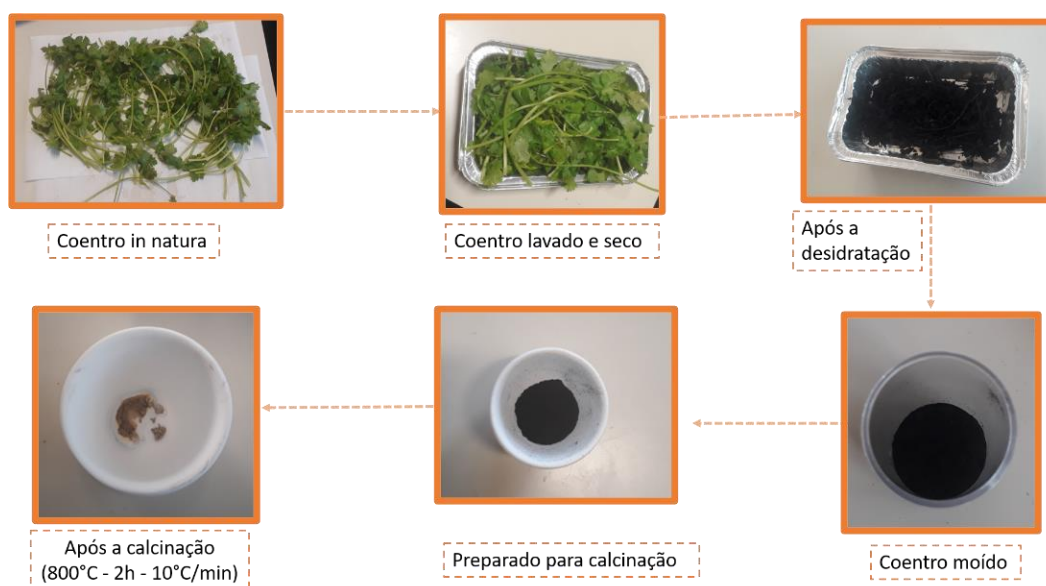 Coentro in natura
Coentro lavado e seco
Após a
desidratação
Coentro moído
Preparado para calcinação
Após a calcinação
(800°C - 2h - 10°C/min)